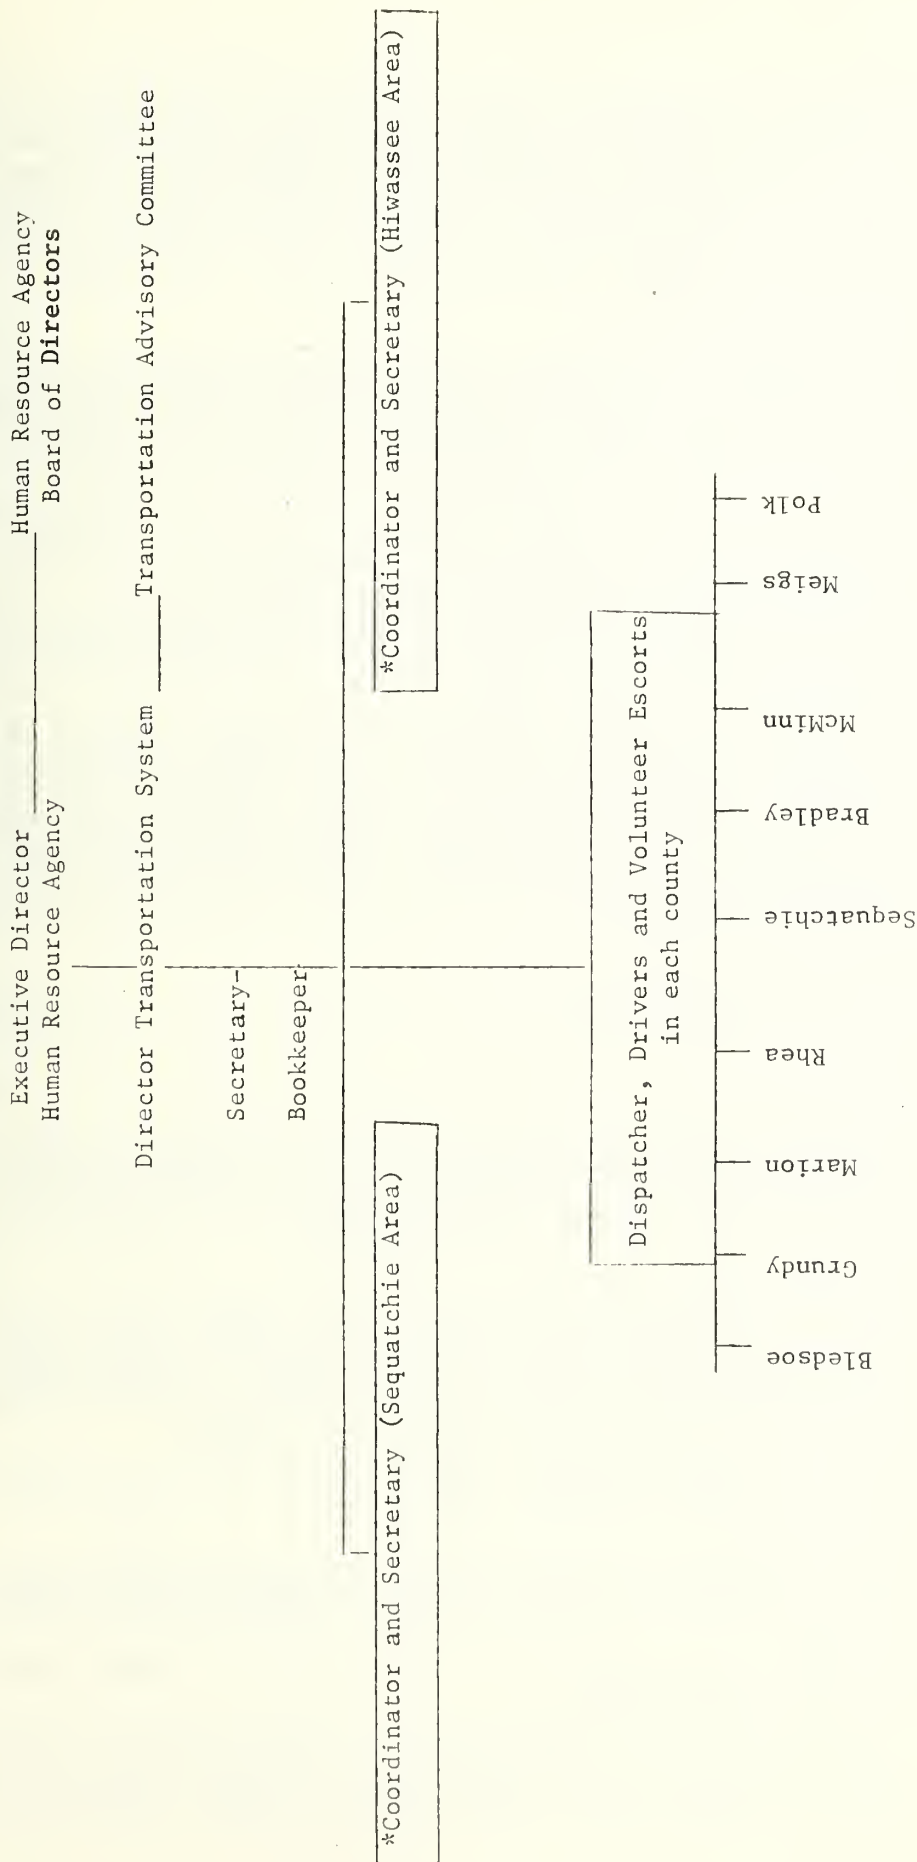 Executive Director
Human Resource Agency
Human Resource Agency
Board of Directors
Director Transportation System
Transportation Advisory Committee
Secretary-
Bookkeeper
*Coordinator and Secretary (Sequatchie Area)
*Coordinator and Secretary (Hiwassee Area)
Dispatcher, Drivers and Volunteer Escorts
in each county
Bledsoe
Grundy
Marion
Rhea
Sequatchie
Bradley
McMinn
Meigs
Polk